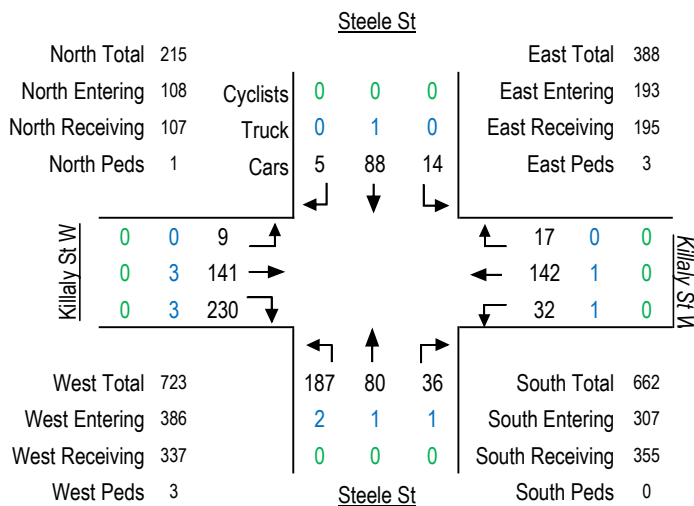 Steele St
North Total 215
East Total 388
North Entering 108
Cyclists 0 0 0
East Entering 193
North Receiving 107
Truck 0 1 0
East Receiving 195
North Peds 1
Cars 5 88 14
East Peds 3
Killaly St W
0 0 9
0 3 141
0 3 230
17 0 0
142 1 0
32 1 0
Killaly St W
West Total 723
187 80 36
South Total 662
West Entering 386
2 1 1
South Entering 307
West Receiving 337
0 0 0
South Receiving 355
West Peds 3
Steele St
South Peds 0